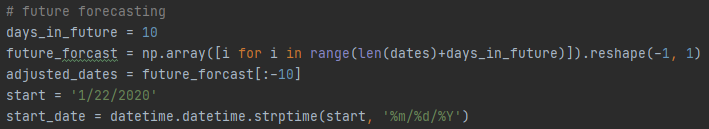 # future forecasting
days_in_future = 10
future_forcast = np.array([i for i in range(len(dates)+days_in_future)]).reshape(-1, 1)
adjusted_dates = future_forcast[:-10]
start = '1/22/2020'
start_date = datetime.datetime.strptime(start, '%m/%d/%Y')